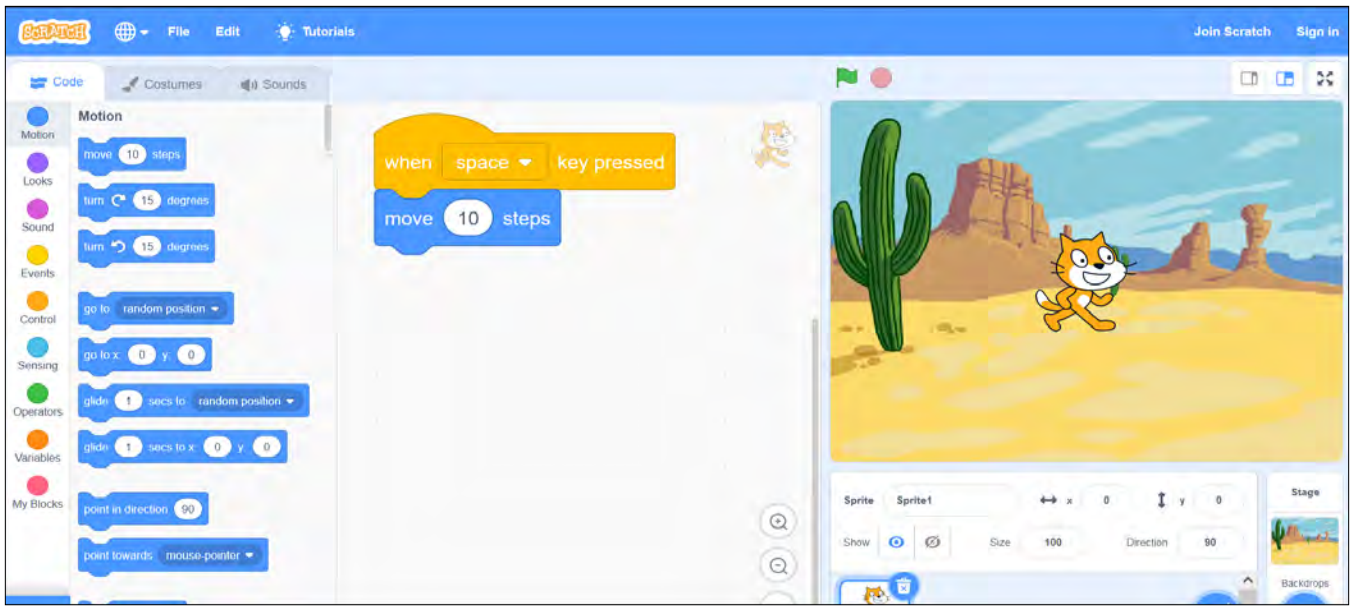 SCRATCH File Edit Tutorials Join Scratch Sign in
Code Costumes Sounds
Motion
Looks
Sound
Events
Control
Sensing
Operators
Variables
My Blocks
Motion
move 10 steps
turn 15 degrees
turn 15 degrees
go to random position
go to x: 0 y: 0
glide 1 secs to random position
glide 1 secs to x: 0 y: 0
point in direction 90
point towards mouse-pointer
when space key pressed
move 10 steps
Sprite Sprite1 x 0 y 0
Show Size 100 Direction 90
Stage
Backdrops